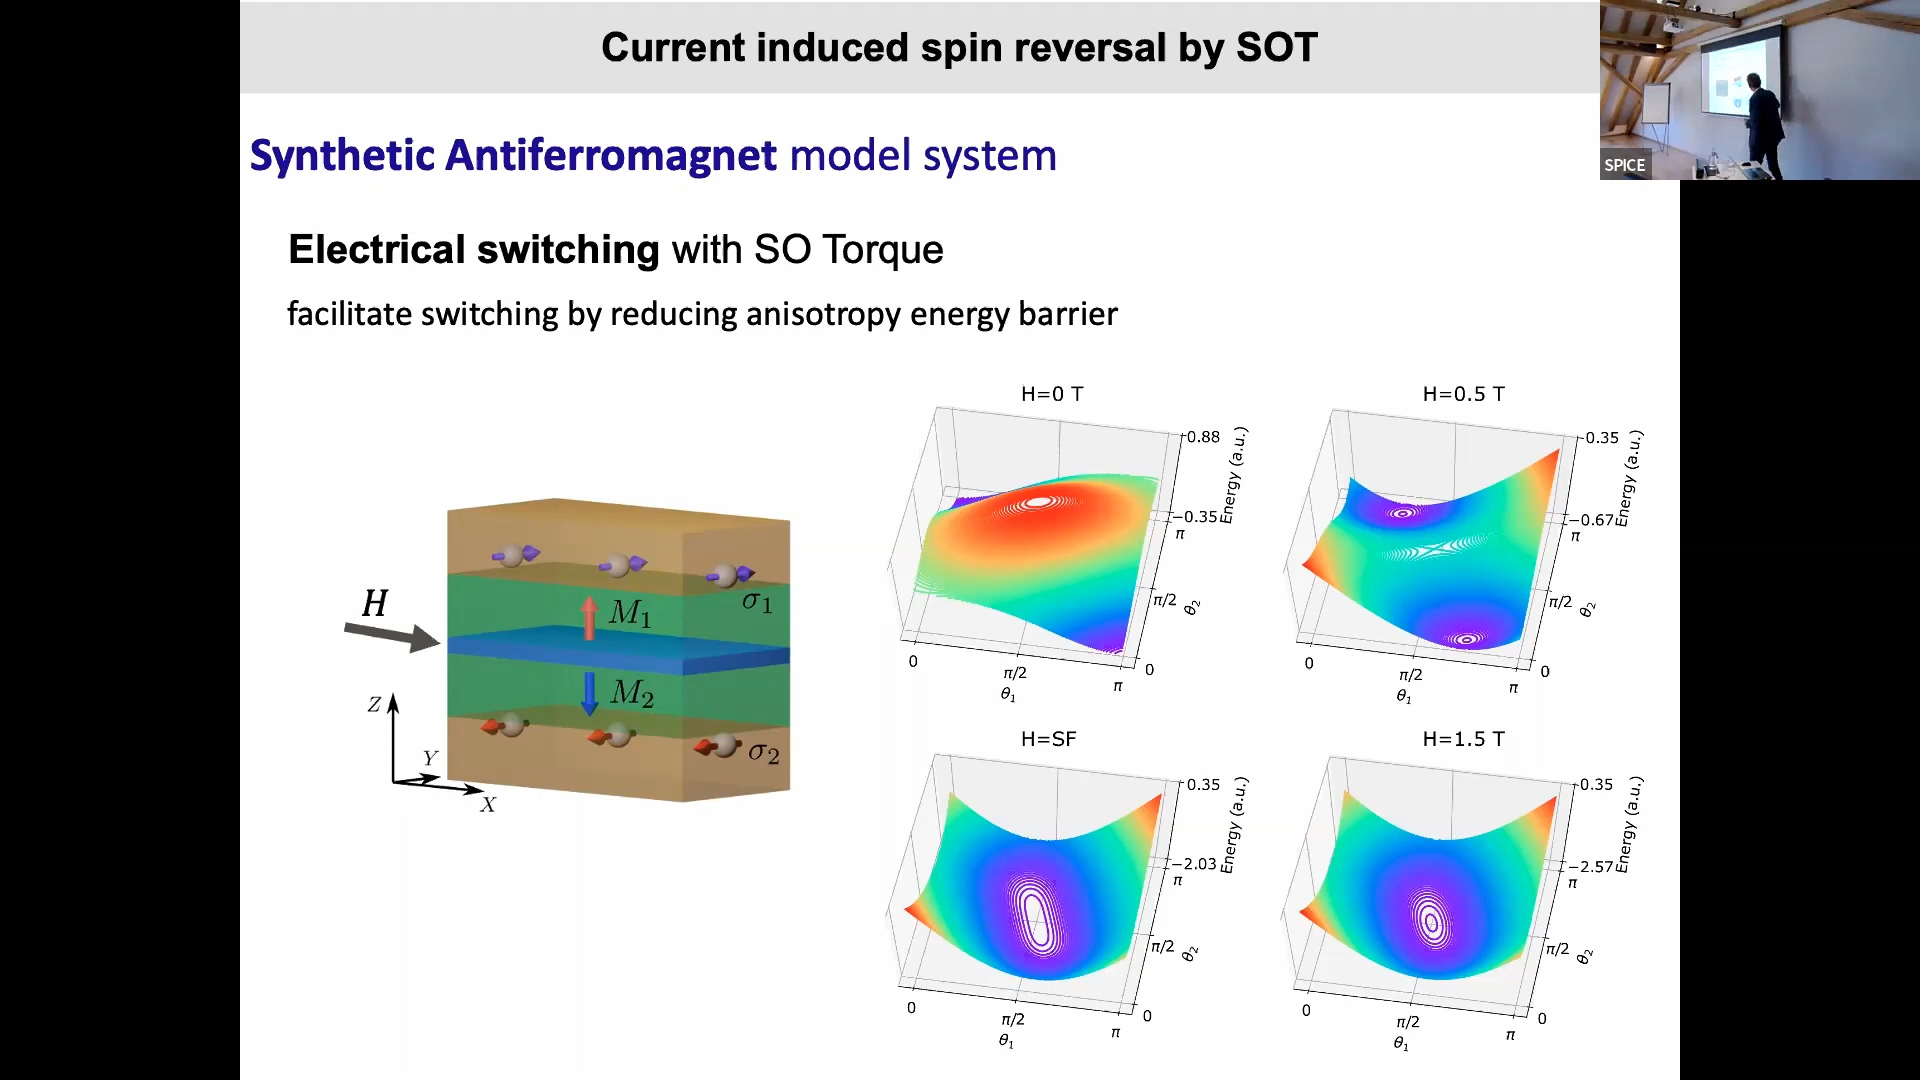 Current induced spin reversal by SOT
SPICE
Synthetic Antiferromagnet model system
Electrical switching with SO Torque
facilitate switching by reducing anisotropy energy barrier
H
M1
M2
σ1
σ2
Z
Y
X
H=0 T
0.88
−0.35
Energy (a.u.)
π
π/2
0
θ2
0
π/2
π
θ1
H=0.5 T
-0.35
−0.67
Energy (a.u.)
π
π/2
0
θ2
0
π/2
π
θ1
H=SF
0.35
−2.03
Energy (a.u.)
π
π/2
0
θ2
0
π/2
π
θ1
H=1.5 T
0.35
−2.57
Energy (a.u.)
π
π/2
0
θ2
0
π/2
π
θ1